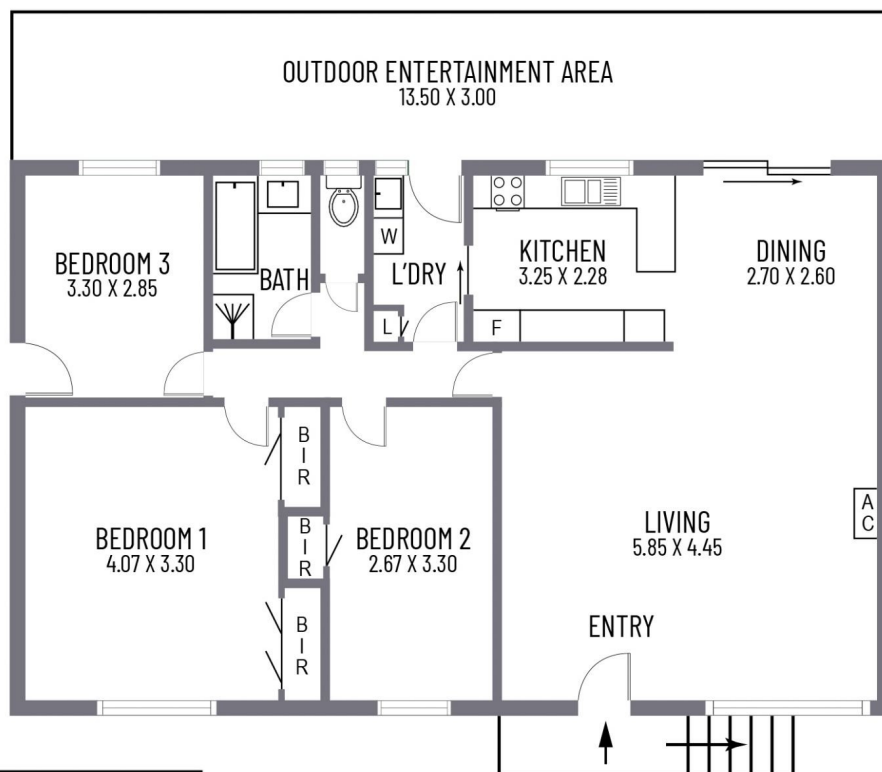 OUTDOOR ENTERTAINMENT AREA
13.50 X 3.00
BEDROOM 3
3.30 X 2.85
BATH
W
L'DRY
L
KITCHEN
3.25 X 2.28
F
DINING
2.70 X 2.60
BEDROOM 1
4.07 X 3.30
B
I
R
B
I
R
B
I
R
BEDROOM 2
2.67 X 3.30
LIVING
5.85 X 4.45
A
C
ENTRY